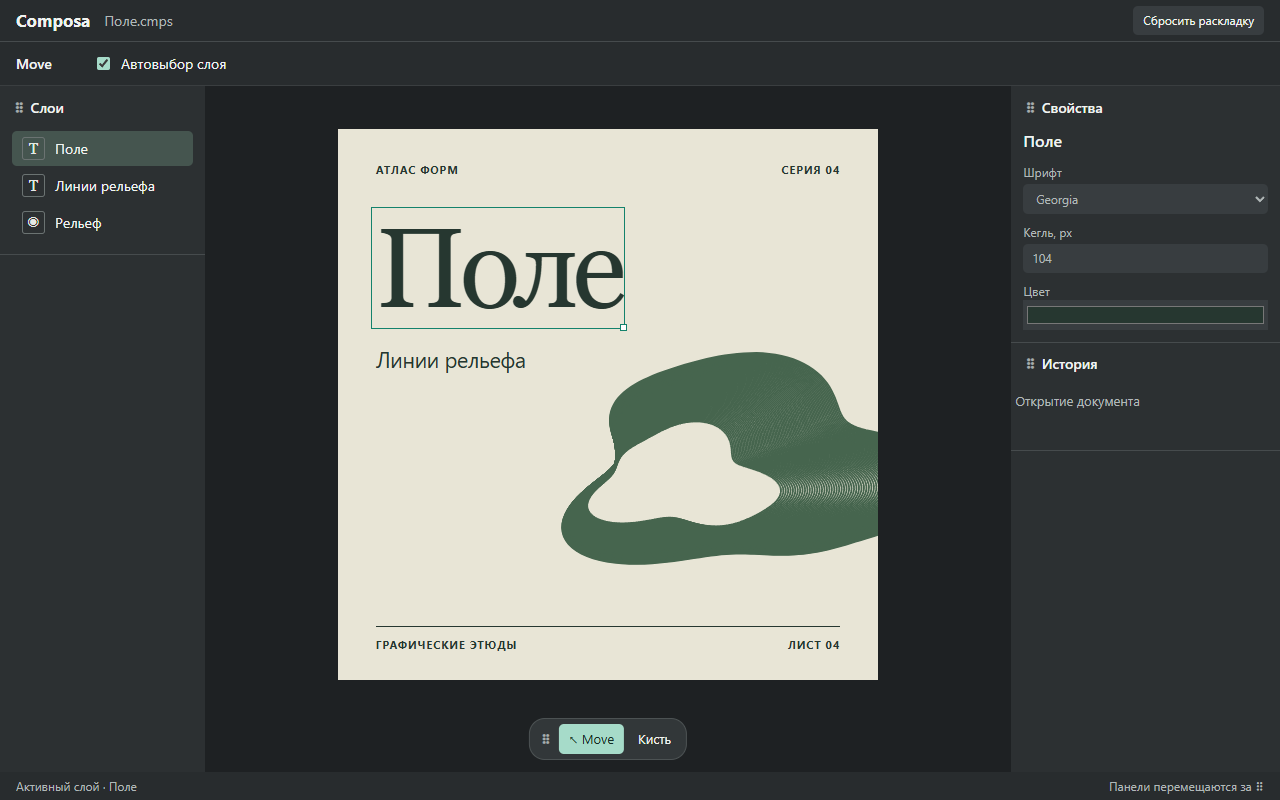 Composa Поле.cmps Сбросить раскладку
Move Автовыбор слоя
Слои
T Поле
T Линии рельефа
Рельеф
АТЛАС ФОРМ СЕРИЯ 04
Поле
Линии рельефа
ГРАФИЧЕСКИЕ ЭТЮДЫ ЛИСТ 04
Move Кисть
Свойства
Поле
Шрифт
Georgia
Кегль, px
104
Цвет
История
Открытие документа
Активный слой · Поле Панели перемещаются за ⠿